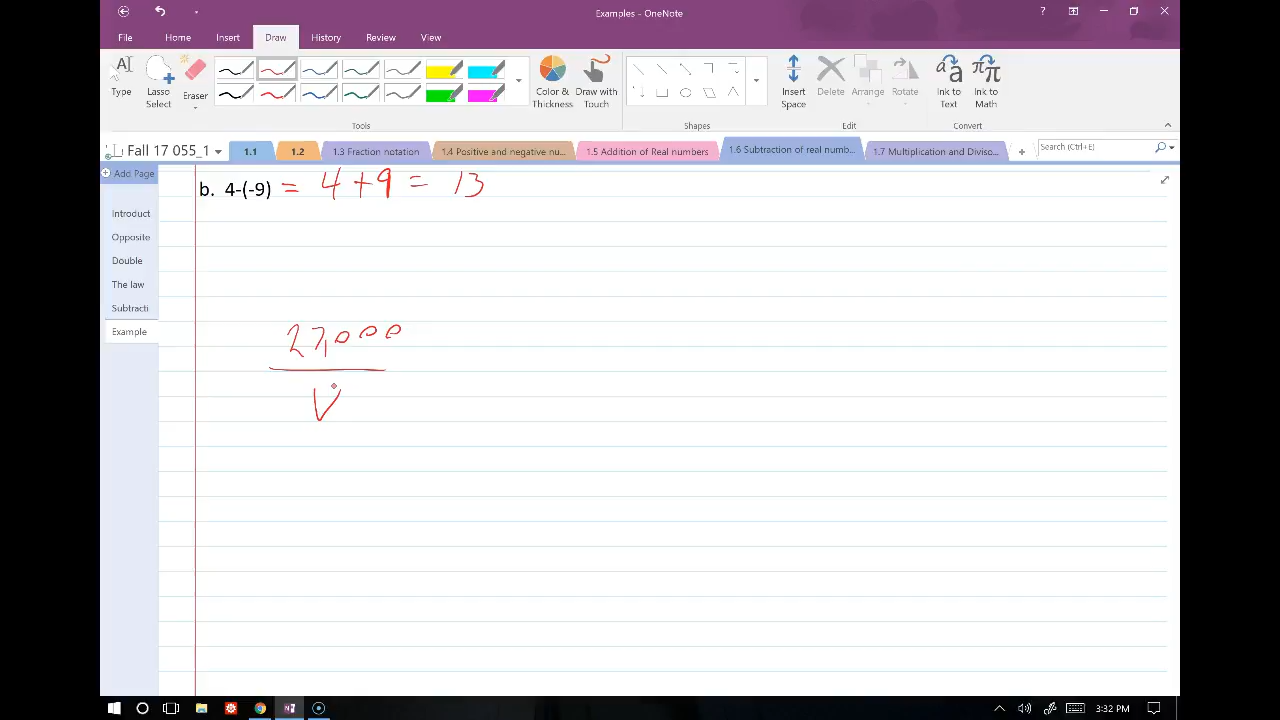 Examples - OneNote
?
File Home Insert Draw History Review View
Type Lasso Select Eraser Color & Thickness Draw with Touch Insert Space Delete Arrange Rotate Ink to Text Ink to Math
Tools Shapes Edit Convert
Fall 17 055_1 1.1 1.2 1.3 Fraction notation 1.4 Positive and negative nu... 1.5 Addition of Real numbers 1.6 Subtraction of real numb... 1.7 Multiplication and Diviso... Search (Ctrl+E)
Add Page
Introduct
Opposite
Double
The law
Subtracti
Example
b. 4-(-9) = 4 + 9 = 13
27,000
V
3:32 PM